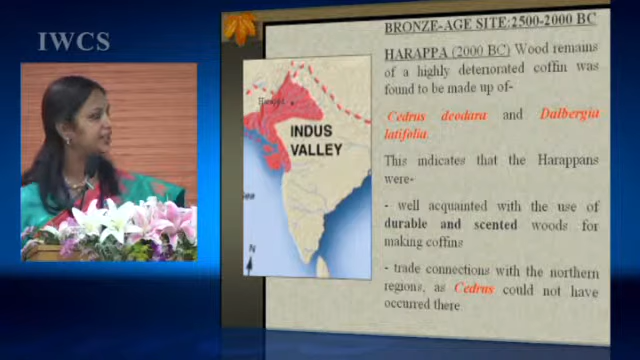 IWCS
BRONZE-AGE SITE:2500-2000 BC
HARAPPA (2000 BC) Wood remains
of a highly deteriorated coffin was
found to be made up of-
Cedrus deodara and Dalbergia
latifolia.
This indicates that the Harappans
were-
- well acquainted with the use of
durable and scented woods for
making coffins
- trade connections with the northern
regions, as Cedrus could not have
occurred there
INDUS
VALLEY
N